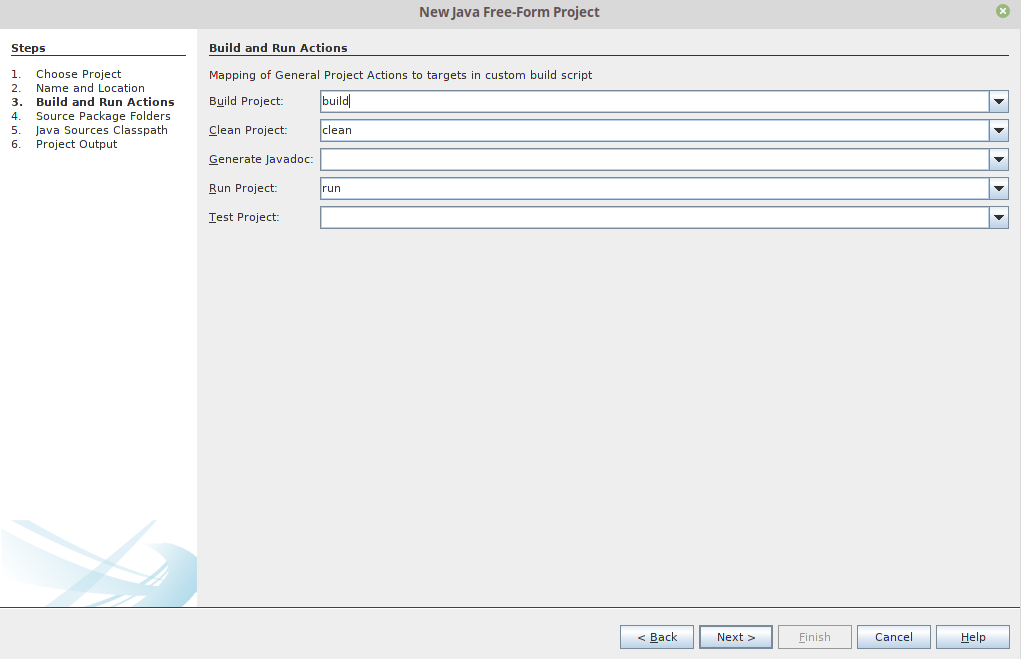 New Java Free-Form Project
Steps
1. Choose Project
2. Name and Location
3. Build and Run Actions
4. Source Package Folders
5. Java Sources Classpath
6. Project Output
Build and Run Actions
Mapping of General Project Actions to targets in custom build script
Build Project: build
Clean Project: clean
Generate Javadoc:
Run Project: run
Test Project:
< Back Next > Finish Cancel Help